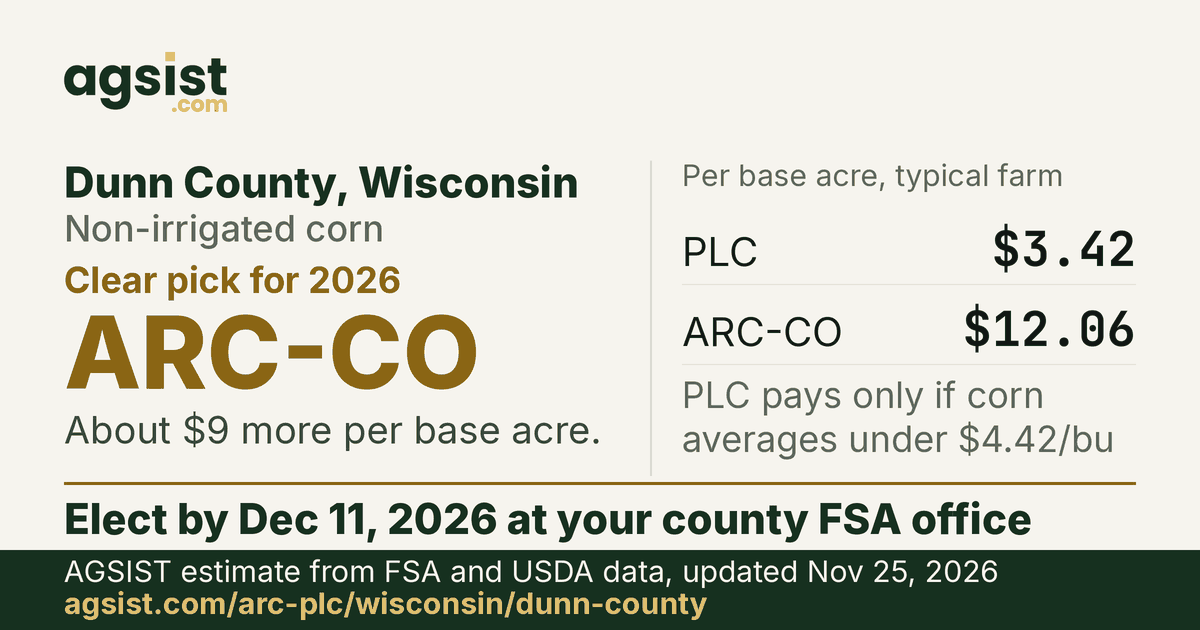 agsist
.com
Dunn County, Wisconsin
Non-irrigated corn
Clear pick for 2026
ARC-CO
About $9 more per base acre.
Per base acre, typical farm
PLC $3.42
ARC-CO $12.06
PLC pays only if corn
averages under $4.42/bu
Elect by Dec 11, 2026 at your county FSA office
AGSIST estimate from FSA and USDA data, updated Nov 25, 2026
agsist.com/arc-plc/wisconsin/dunn-county